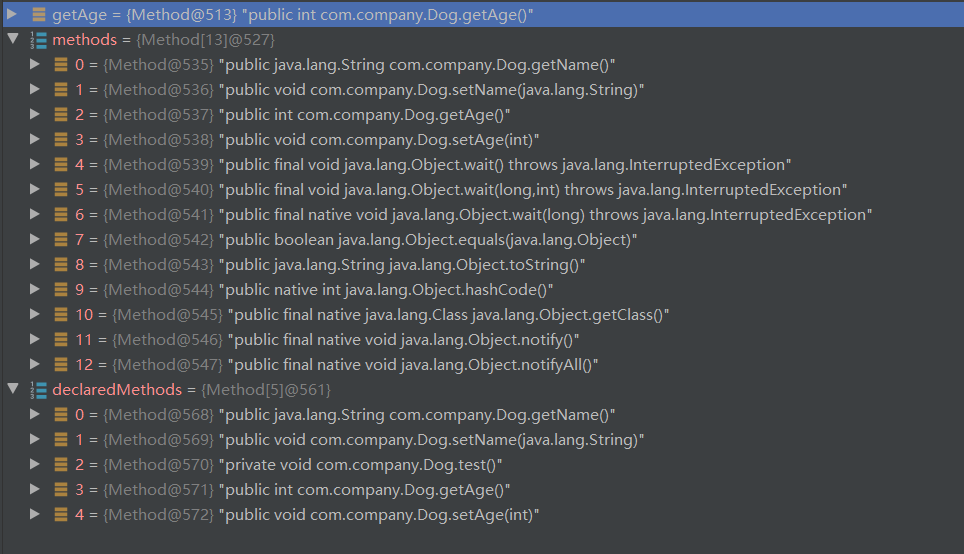 getAge = {Method@513} "public int com.company.Dog.getAge()"
methods = {Method[13]@527}
0 = {Method@535} "public java.lang.String com.company.Dog.getName()"
1 = {Method@536} "public void com.company.Dog.setName(java.lang.String)"
2 = {Method@537} "public int com.company.Dog.getAge()"
3 = {Method@538} "public void com.company.Dog.setAge(int)"
4 = {Method@539} "public final void java.lang.Object.wait() throws java.lang.InterruptedException"
5 = {Method@540} "public final void java.lang.Object.wait(long,int) throws java.lang.InterruptedException"
6 = {Method@541} "public final native void java.lang.Object.wait(long) throws java.lang.InterruptedException"
7 = {Method@542} "public boolean java.lang.Object.equals(java.lang.Object)"
8 = {Method@543} "public java.lang.String java.lang.Object.toString()"
9 = {Method@544} "public native int java.lang.Object.hashCode()"
10 = {Method@545} "public final native java.lang.Class java.lang.Object.getClass()"
11 = {Method@546} "public final native void java.lang.Object.notify()"
12 = {Method@547} "public final native void java.lang.Object.notifyAll()"
declaredMethods = {Method[5]@561}
0 = {Method@568} "public java.lang.String com.company.Dog.getName()"
1 = {Method@569} "public void com.company.Dog.setName(java.lang.String)"
2 = {Method@570} "private void com.company.Dog.test()"
3 = {Method@571} "public int com.company.Dog.getAge()"
4 = {Method@572} "public void com.company.Dog.setAge(int)"